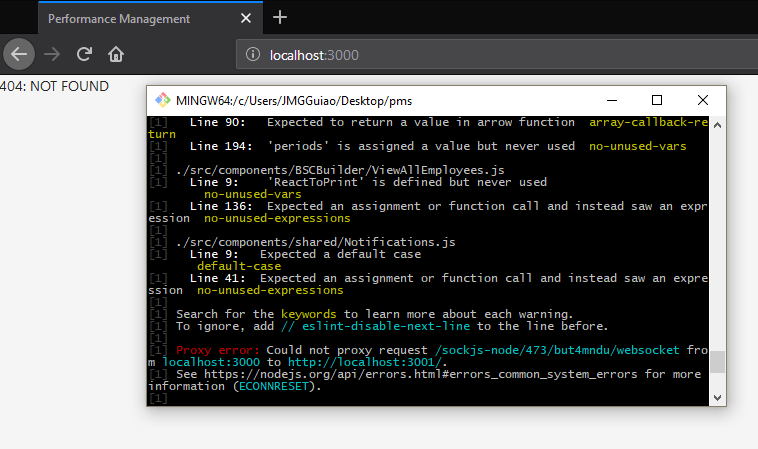 Performance Management
localhost:3000
404: NOT FOUND
MINGW64:/c/Users/JMGGuiao/Desktop/pms
[1] Line 90: Expected to return a value in arrow function array-callback-re
turn
[1] Line 194: 'periods' is assigned a value but never used no-unused-vars
[1]
[1] ./src/components/BSCBuilder/ViewAllEmployees.js
[1] Line 9: 'ReactToPrint' is defined but never used
no-unused-vars
[1] Line 136: Expected an assignment or function call and instead saw an expr
ession no-unused-expressions
[1]
[1] ./src/components/shared/Notifications.js
[1] Line 9: Expected a default case
default-case
[1] Line 41: Expected an assignment or function call and instead saw an expre
ssion no-unused-expressions
[1]
[1] Search for the keywords to learn more about each warning.
[1] To ignore, add // eslint-disable-next-line to the line before.
[1]
[1] Proxy error: Could not proxy request /sockjs-node/473/but4mndu/websocket fro
m localhost:3000 to http://localhost:3001/.
[1] See https://nodejs.org/api/errors.html#errors_common_system_errors for more
information (ECONNRESET).
[1]